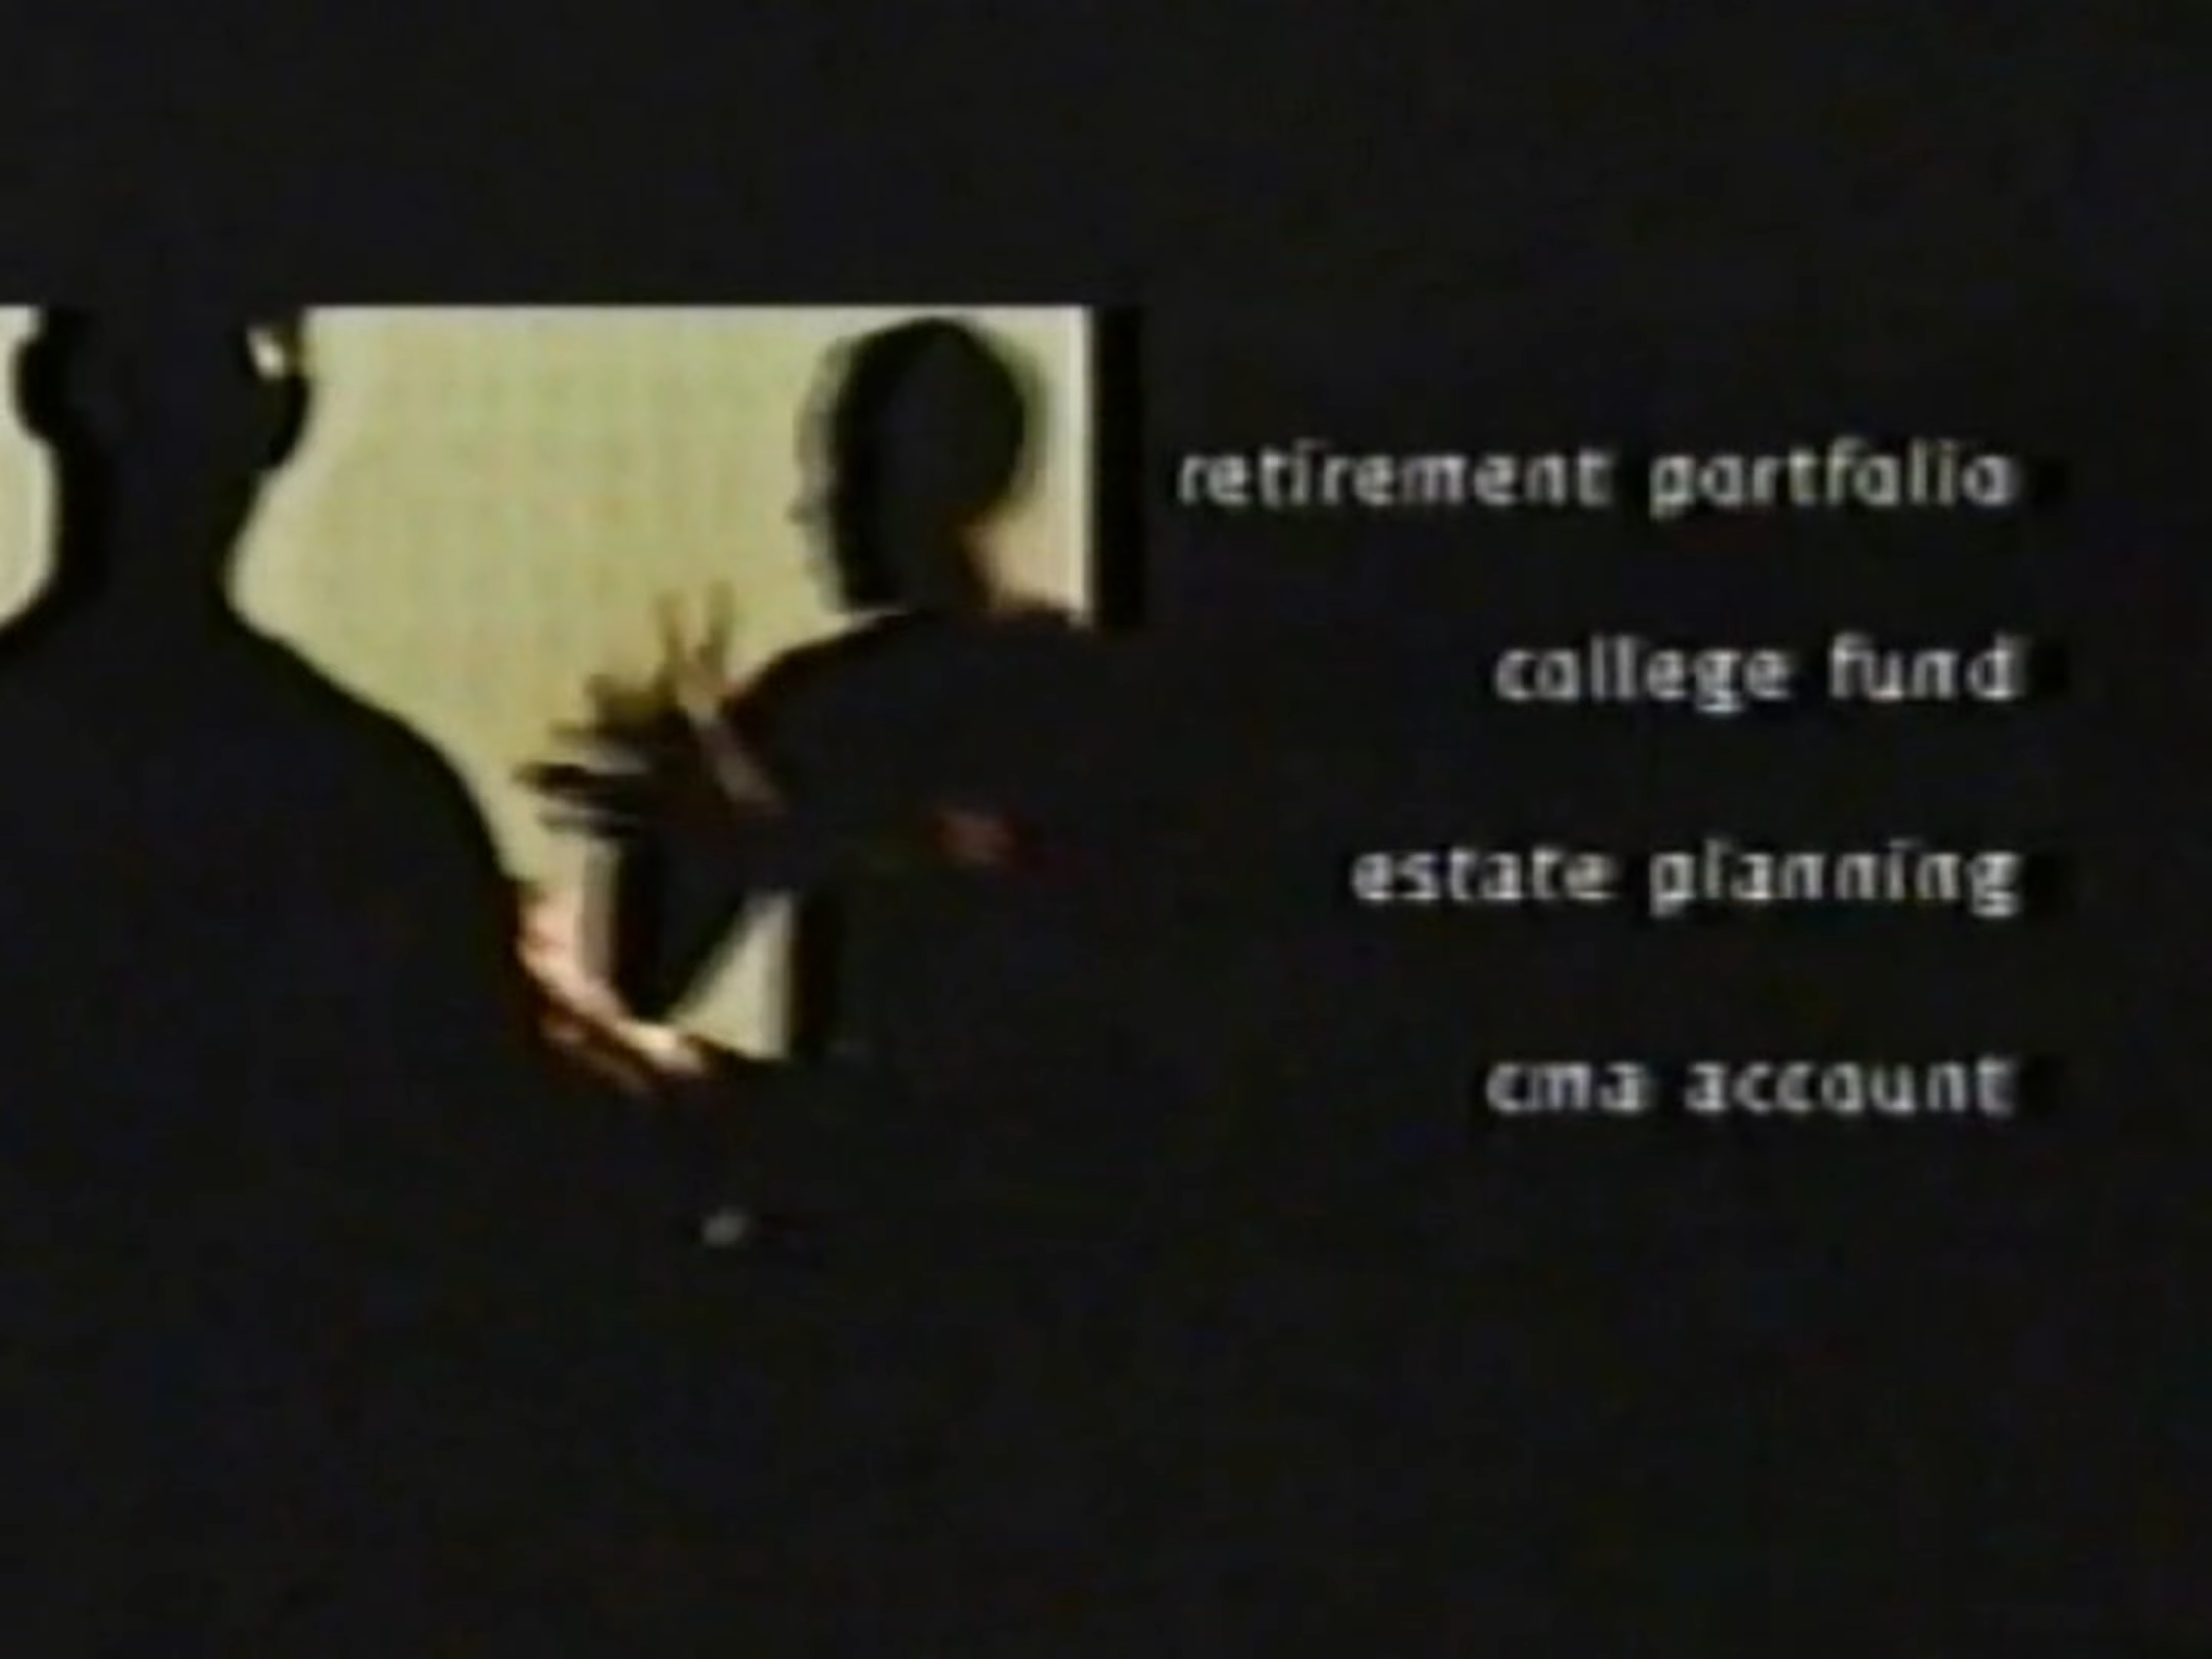 retirement portfolio
college fund
estate planning
cma account